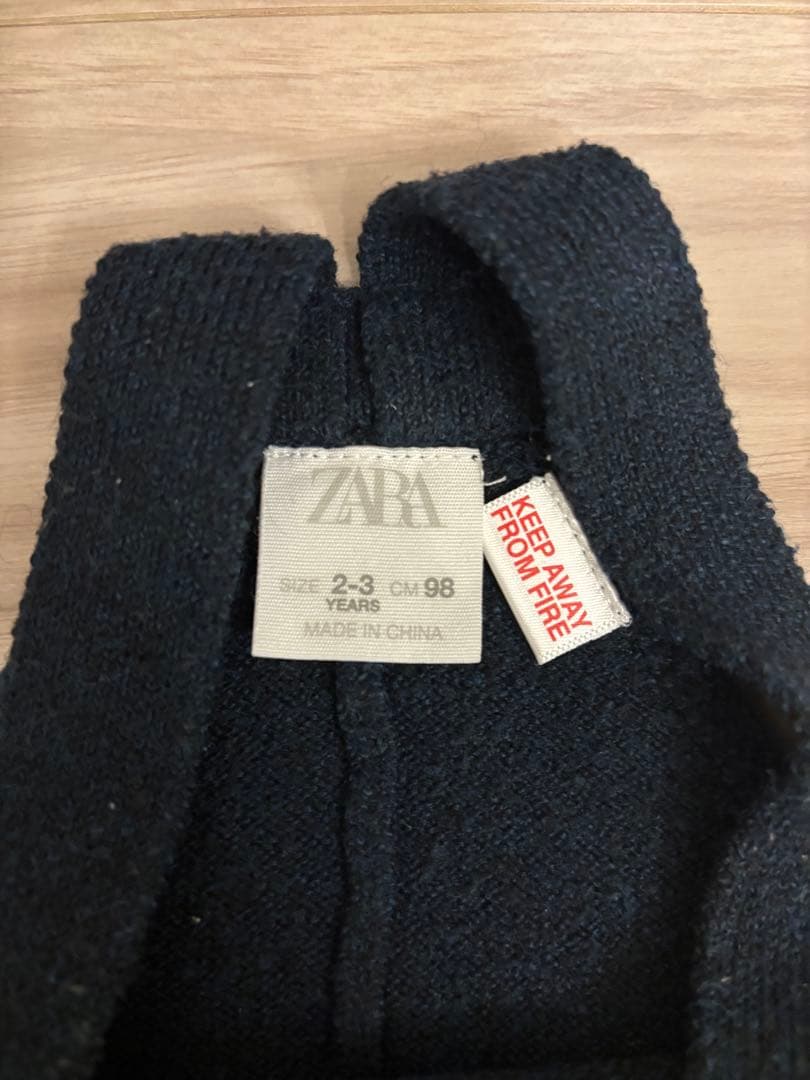 ZARA
SIZE 2-3 CM 98
YEARS
MADE IN CHINA
KEEP AWAY
FROM FIRE